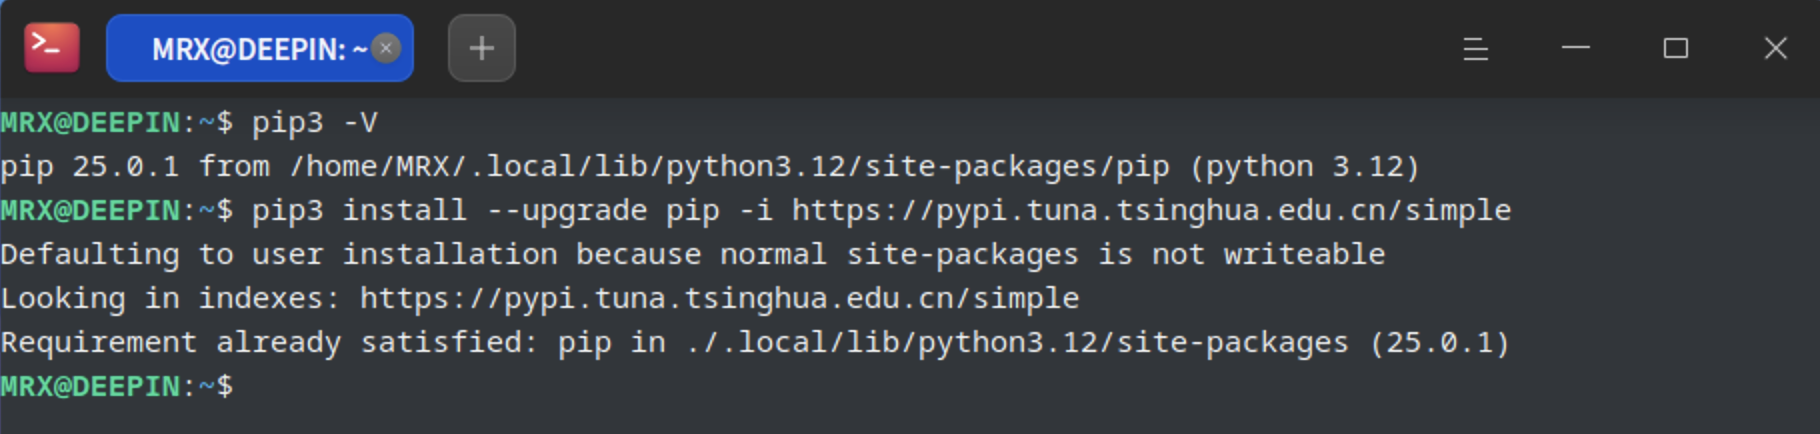 MRX@DEEPIN: ~
MRX@DEEPIN:~$ pip3 -V
pip 25.0.1 from /home/MRX/.local/lib/python3.12/site-packages/pip (python 3.12)
MRX@DEEPIN:~$ pip3 install --upgrade pip -i https://pypi.tuna.tsinghua.edu.cn/simple
Defaulting to user installation because normal site-packages is not writeable
Looking in indexes: https://pypi.tuna.tsinghua.edu.cn/simple
Requirement already satisfied: pip in ./.local/lib/python3.12/site-packages (25.0.1)
MRX@DEEPIN:~$